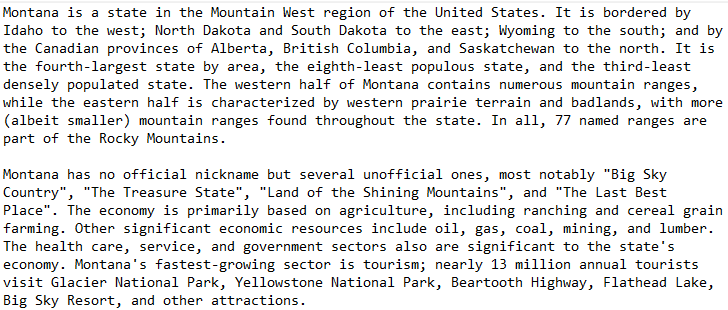 Montana is a state in the Mountain West region of the United States. It is bordered by
Idaho to the west; North Dakota and South Dakota to the east; Wyoming to the south; and by
the Canadian provinces of Alberta, British Columbia, and Saskatchewan to the north. It is
the fourth-largest state by area, the eighth-least populous state, and the third-least
densely populated state. The western half of Montana contains numerous mountain ranges,
while the eastern half is characterized by western prairie terrain and badlands, with more
(albeit smaller) mountain ranges found throughout the state. In all, 77 named ranges are
part of the Rocky Mountains.

Montana has no official nickname but several unofficial ones, most notably "Big Sky
Country", "The Treasure State", "Land of the Shining Mountains", and "The Last Best
Place". The economy is primarily based on agriculture, including ranching and cereal grain
farming. Other significant economic resources include oil, gas, coal, mining, and lumber.
The health care, service, and government sectors also are significant to the state's
economy. Montana's fastest-growing sector is tourism; nearly 13 million annual tourists
visit Glacier National Park, Yellowstone National Park, Beartooth Highway, Flathead Lake,
Big Sky Resort, and other attractions.